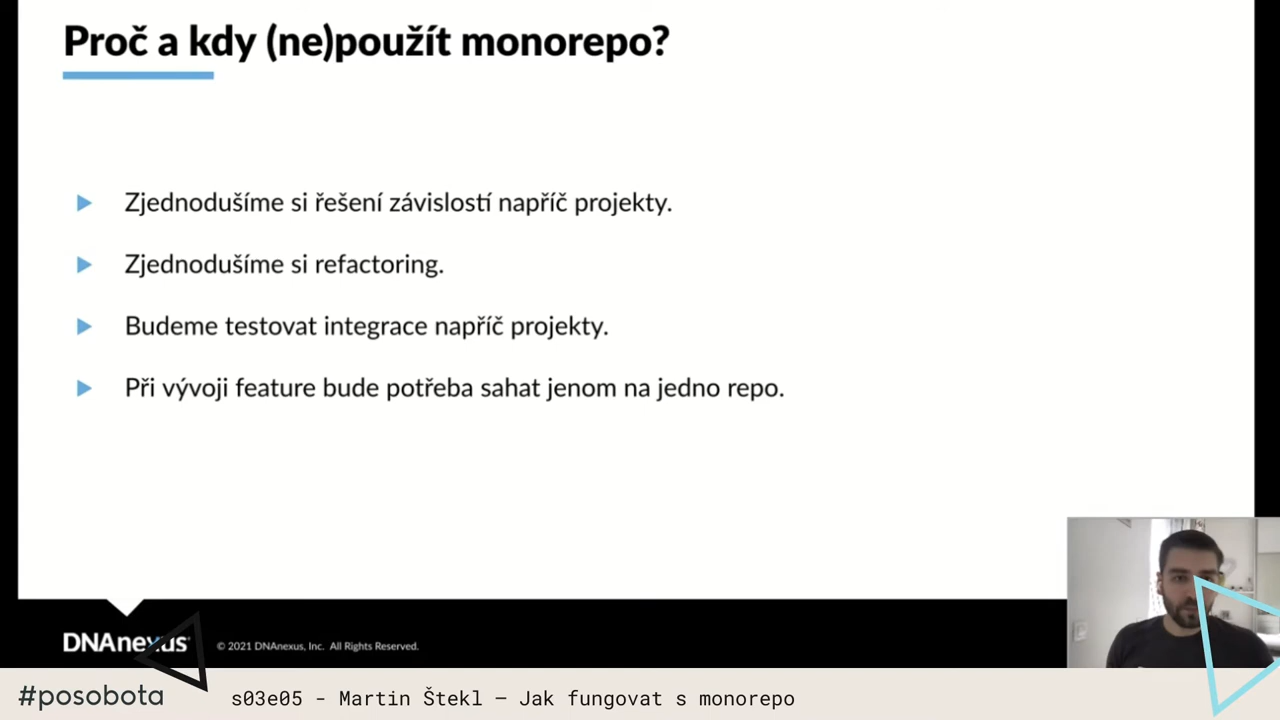 Proč a kdy (ne)použít monorepo?
Zjednodušíme si řešení závislostí napříč projekty.
Zjednodušíme si refactoring.
Budeme testovat integrace napříč projekty.
Při vývoji feature bude potřeba sahat jenom na jedno repo.
DNAnexus
© 2021 DNAnexus, Inc. All Rights Reserved.
#posobota
s03e05 - Martin Štekl – Jak fungovat s monorepo